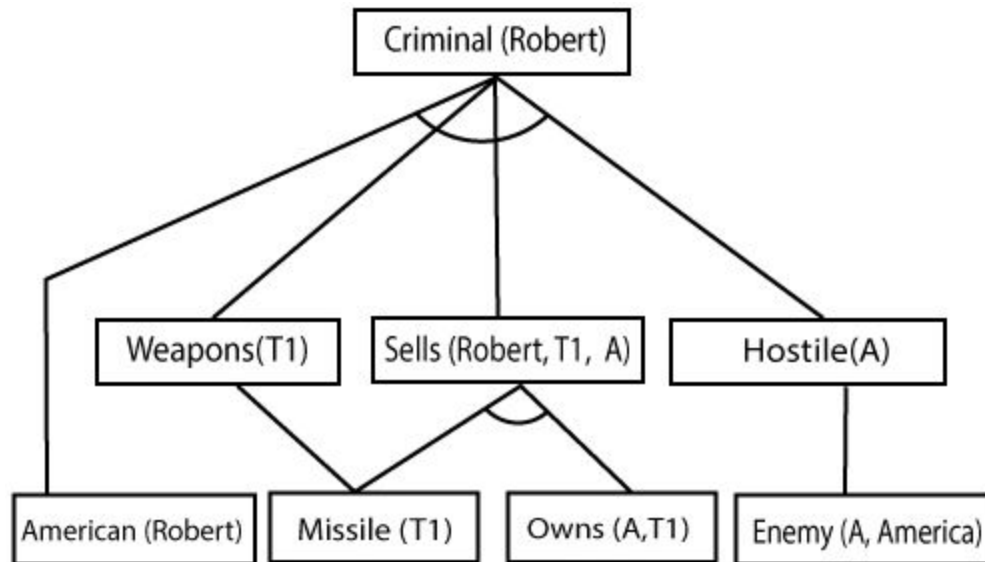 Criminal (Robert)
Weapons(T1)
Sells (Robert, T1, A)
Hostile(A)
American (Robert)
Missile (T1)
Owns (A,T1)
Enemy (A, America)